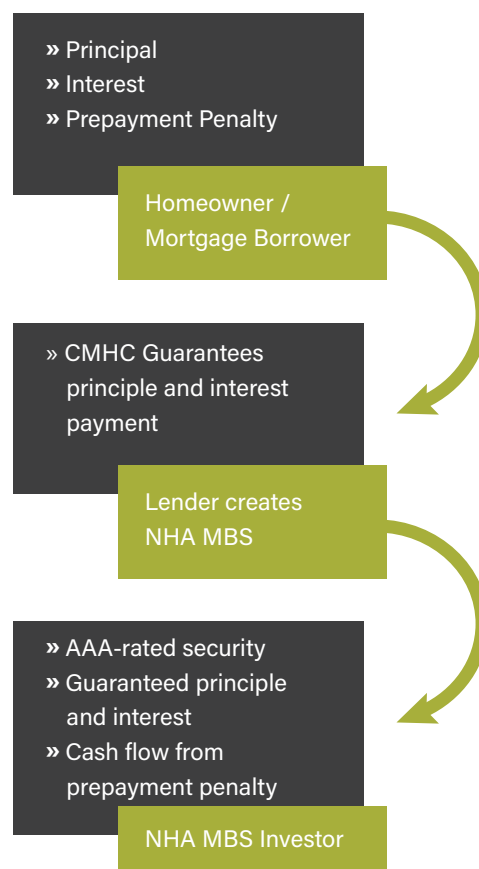 » Principal
» Interest
» Prepayment Penalty
Homeowner /
Mortgage Borrower
» CMHC Guarantees
principle and interest
payment
Lender creates
NHA MBS
» AAA-rated security
» Guaranteed principle
and interest
» Cash flow from
prepayment penalty
NHA MBS Investor